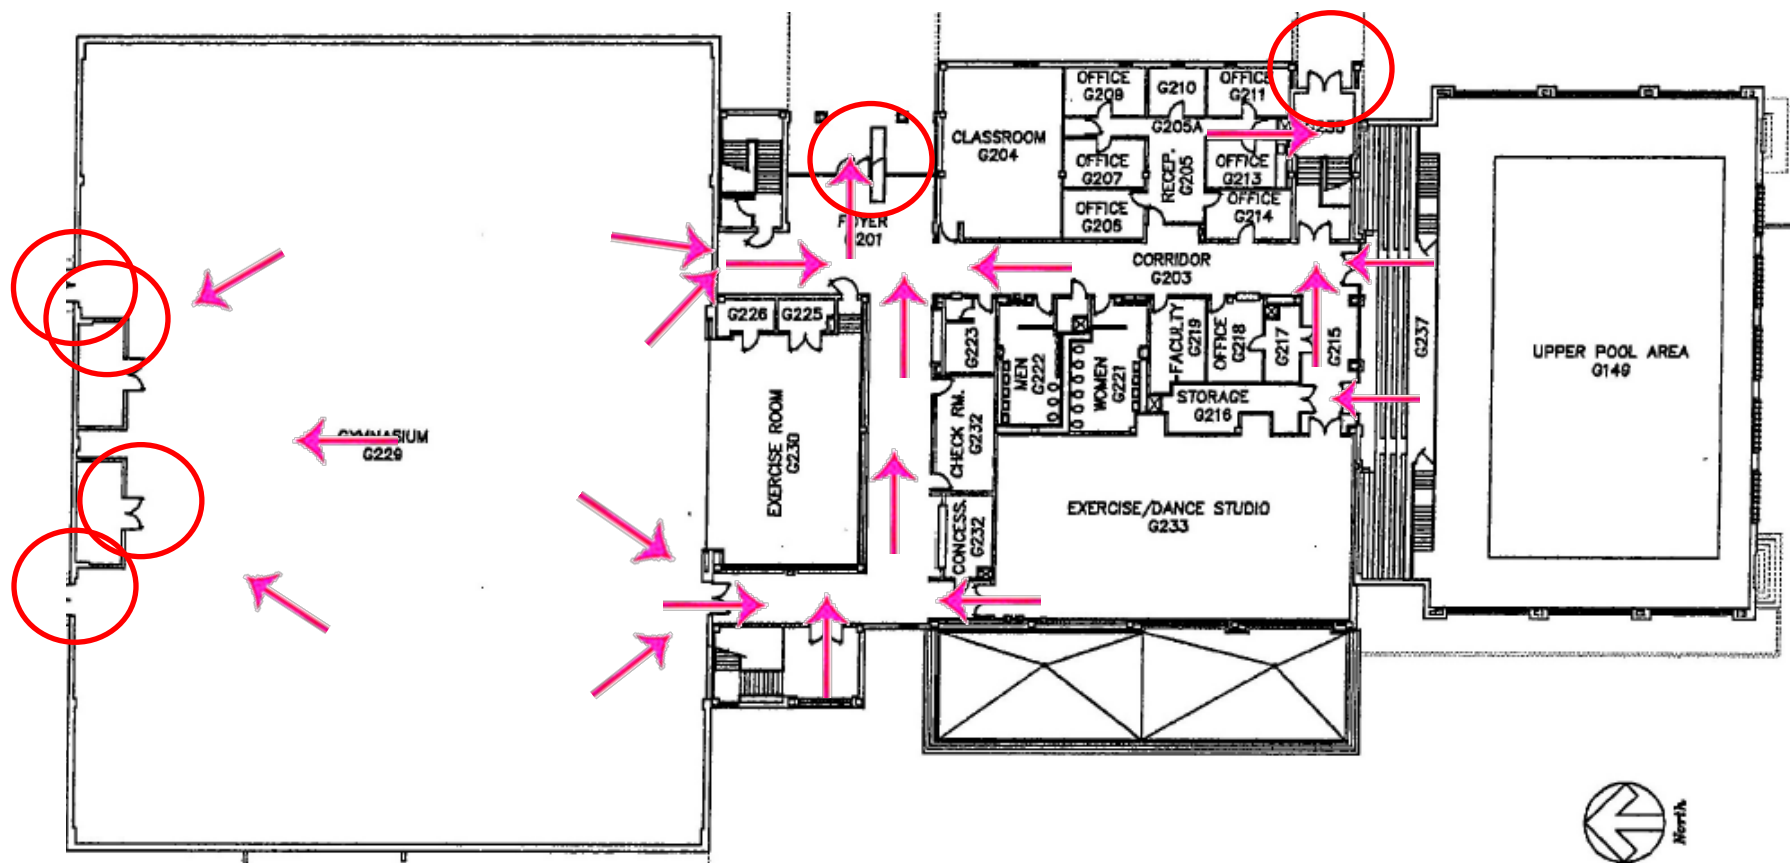 OFFICE
G209
G210
OFFICE
G211
CLASSROOM
G204
G205A
RECEP.
G205
OFFICE
G207
OFFICE
G213
OFFICE
G206
OFFICE
G214
FOYER
G201
CORRIDOR
G203
G226
G225
G223
MEN
G222
WOMEN
G221
FACULTY
G219
OFFICE
G218
G217
G215
G237
UPPER POOL AREA
G149
STORAGE
G216
GYMNASIUM
G229
EXERCISE ROOM
G230
CHECK RM.
G232
CONCESS.
G232
EXERCISE/DANCE STUDIO
G233
North